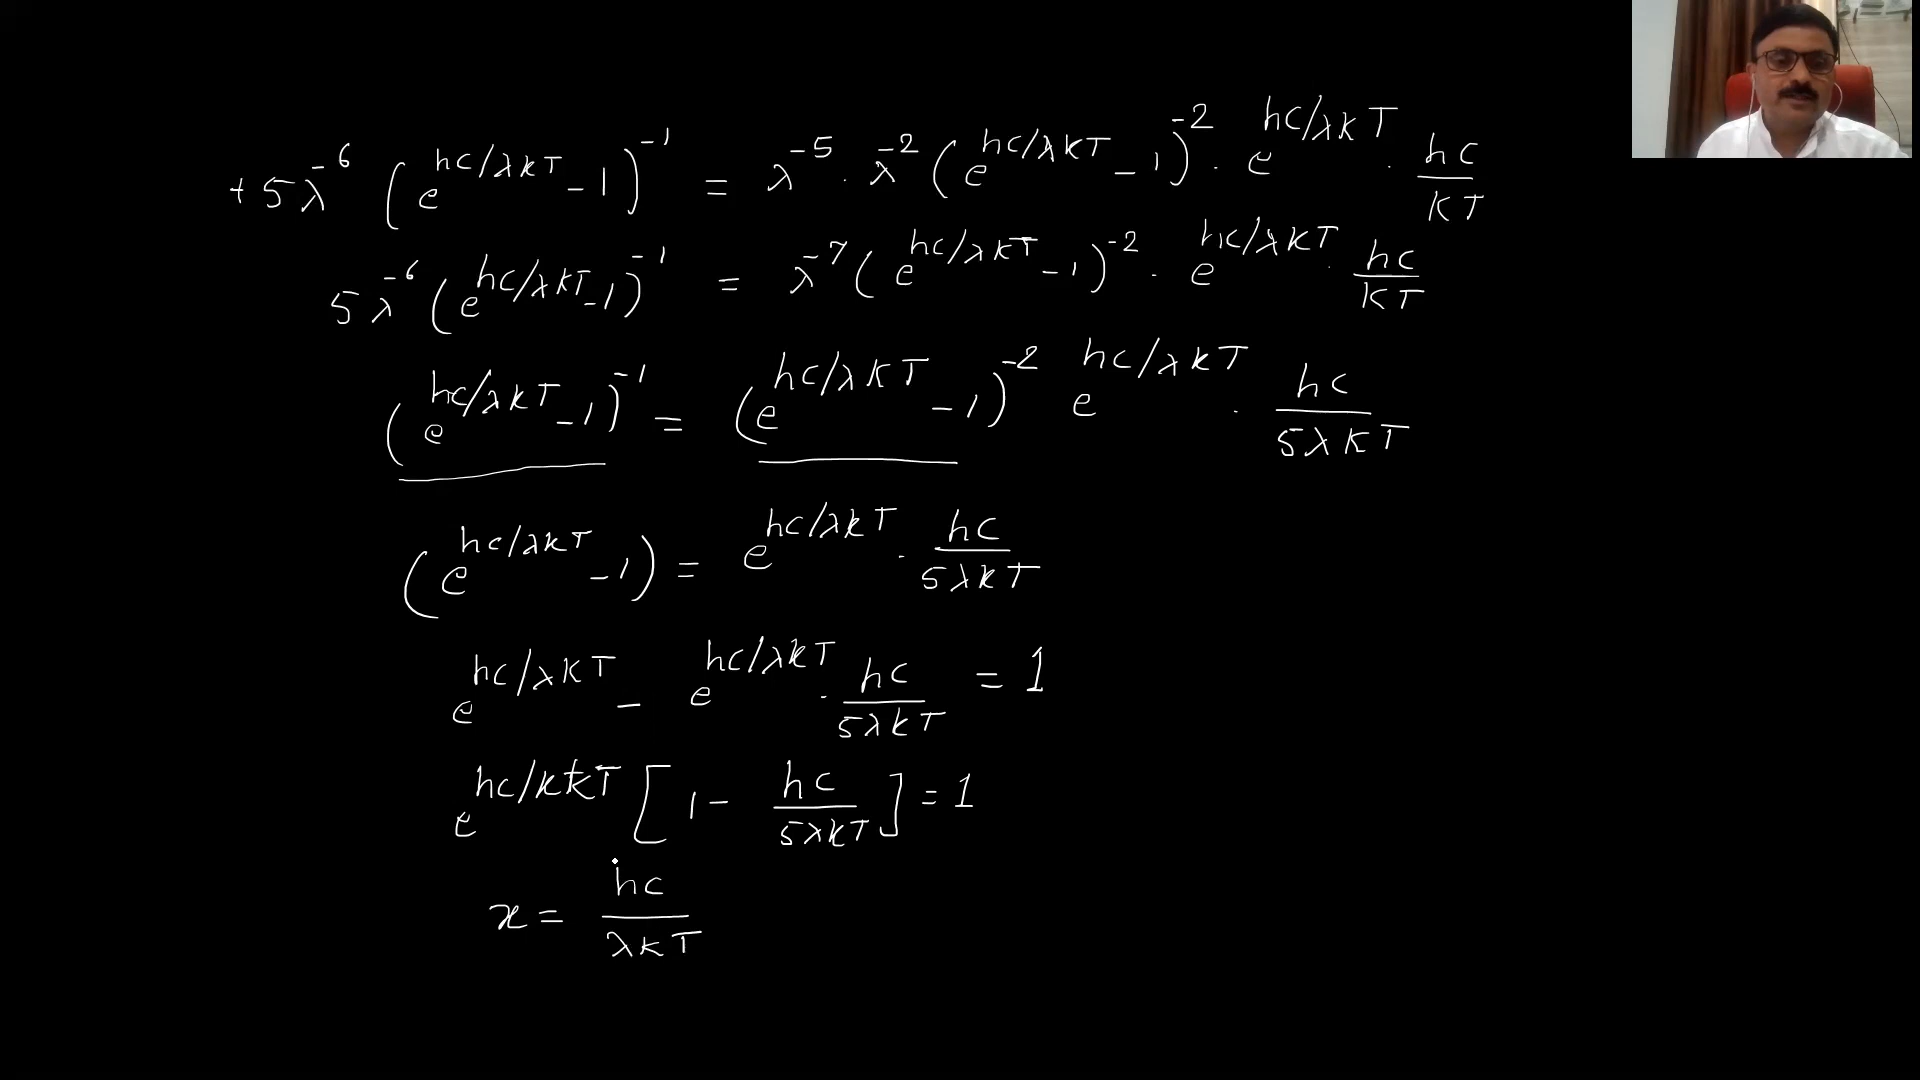 +5λ⁻⁶ (e^{hc/λkT} - 1)⁻¹ = λ⁻⁵ · λ⁻² (e^{hc/λkT} - 1)⁻² · e^{hc/λkT} · hc/kT
5λ⁻⁶ (e^{hc/λkT} - 1)⁻¹ = λ⁻⁷ (e^{hc/λkT} - 1)⁻² · e^{hc/λkT} · hc/kT
(e^{hc/λkT} - 1)⁻¹ = (e^{hc/λkT} - 1)⁻² e^{hc/λkT} · hc/5λkT
(e^{hc/λkT} - 1) = e^{hc/λkT} · hc/5λkT
e^{hc/λkT} - e^{hc/λkT} · hc/5λkT = 1
e^{hc/kkT} [1 - hc/5λkT] = 1
x = hc/λkT